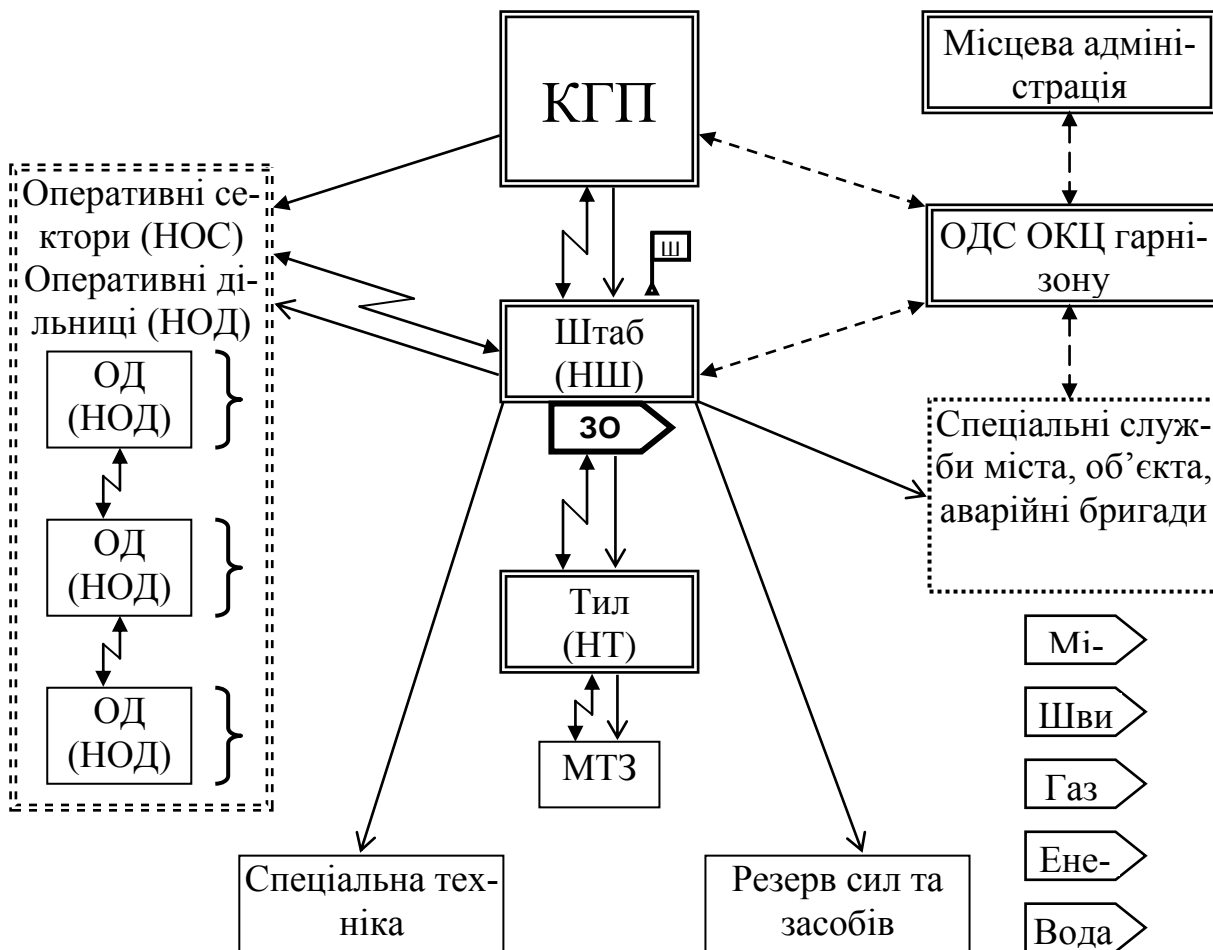 КГП
Місцева адміні-
страція
Оперативні се-
ктори (НОС)
Оперативні ді-
льниці (НОД)
ОД
(НОД)
ОД
(НОД)
ОД
(НОД)
Ш
Штаб
(НШ)
ЗО
Тил
(НТ)
МТЗ
ОДС ОКЦ гарні-
зону
Спеціальні служ-
би міста, об’єкта,
аварійні бригади
Мі-
Шви
Газ
Ене-
Вода
Спеціальна тех-
ніка
Резерв сил та
засобів